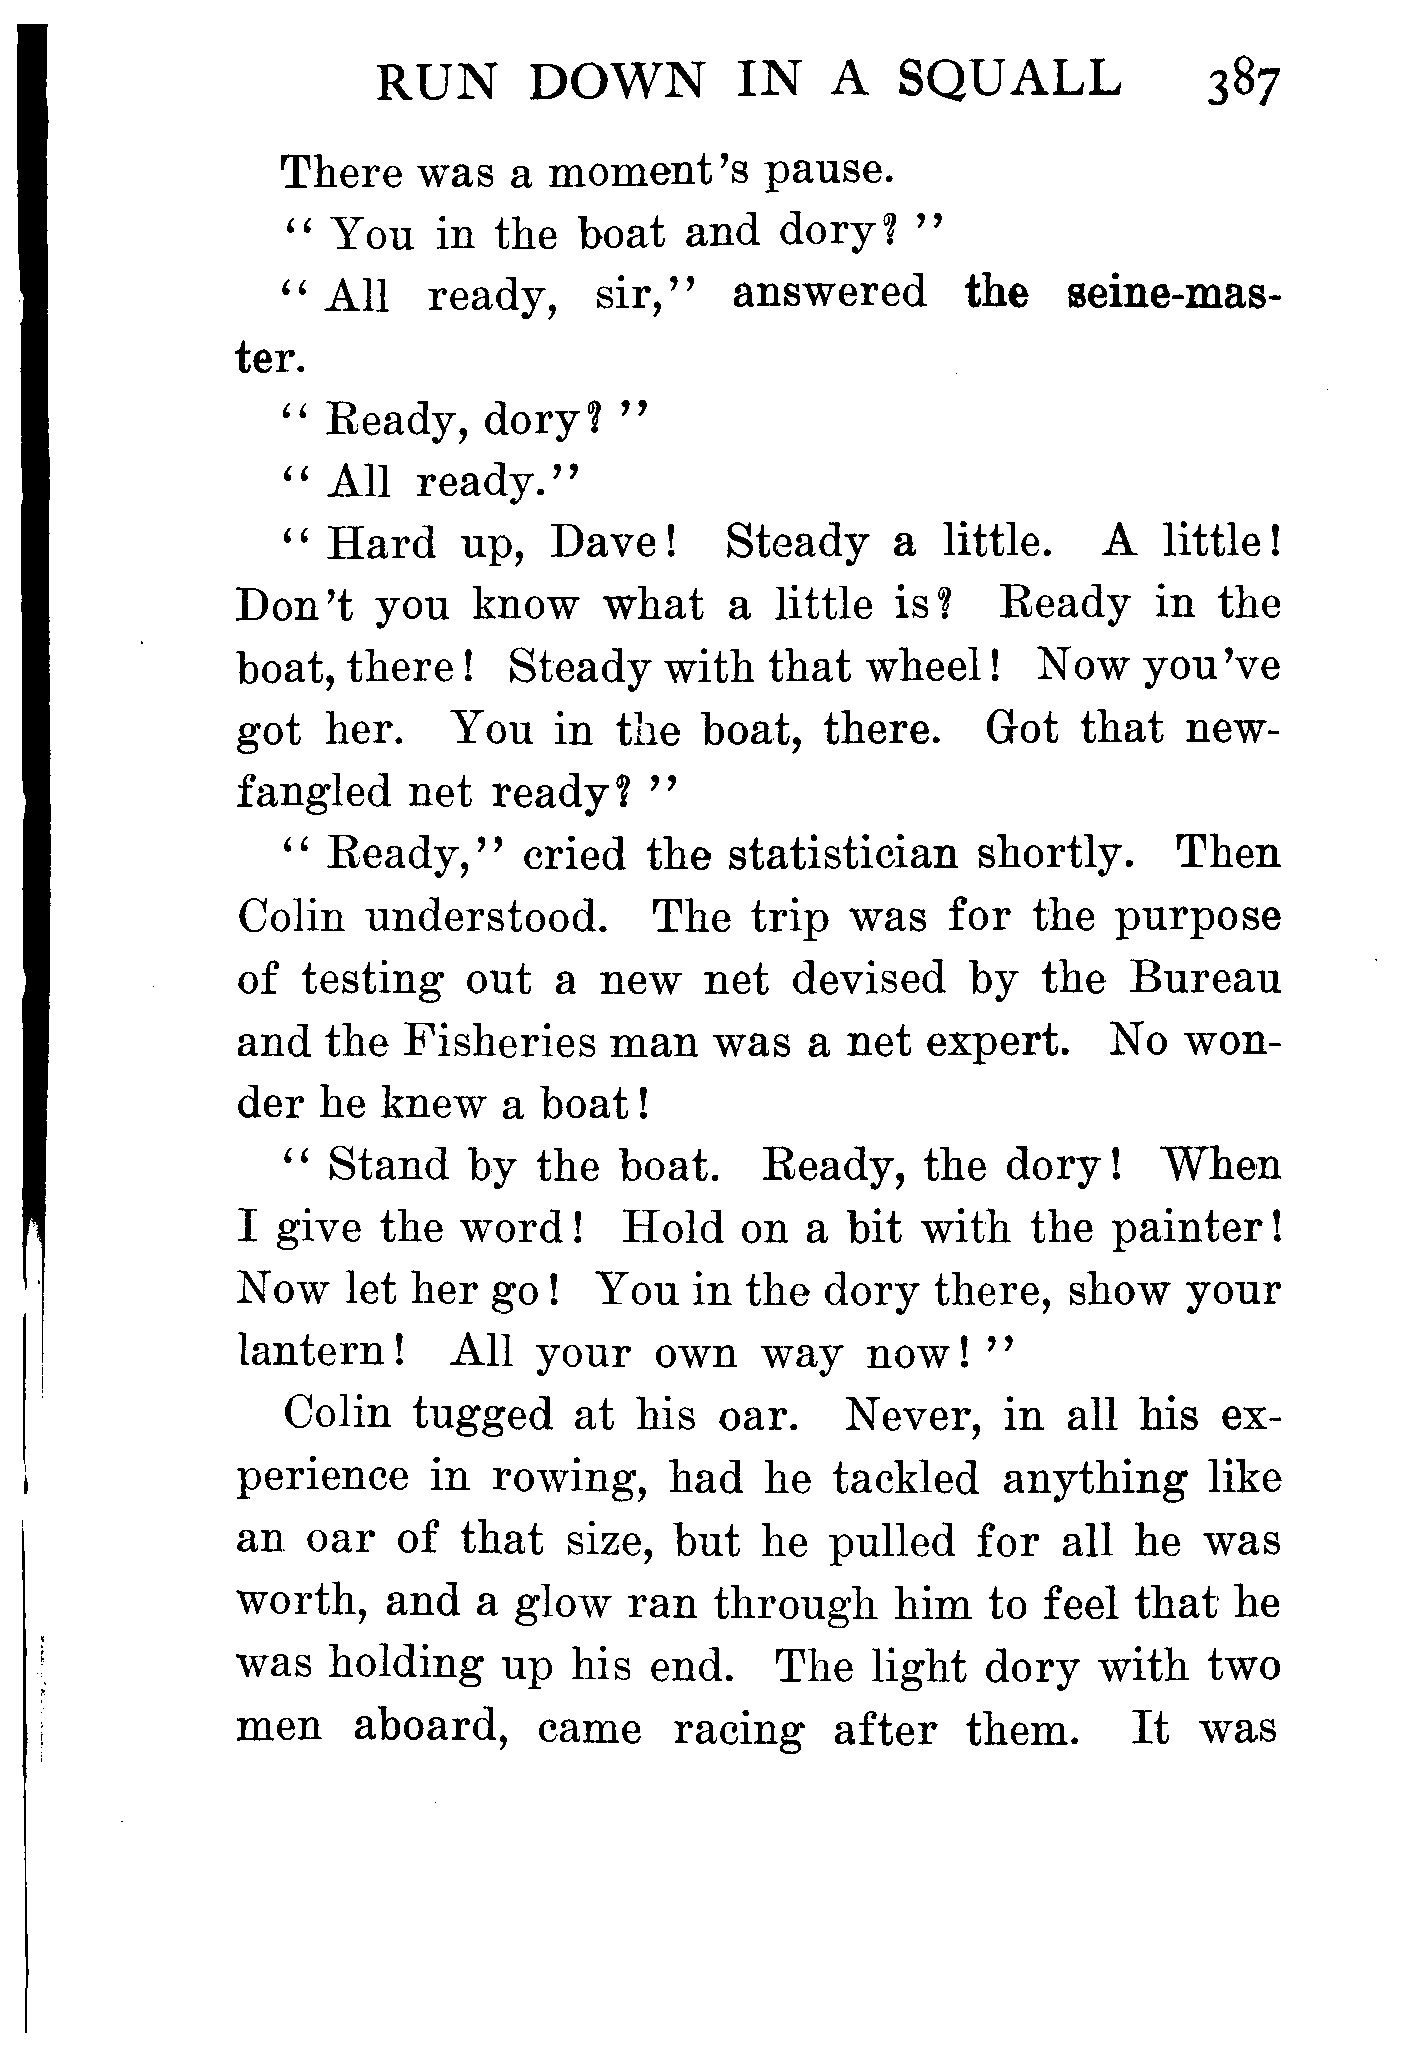 RUN DOWN IN A SQUALL 387
There was a moment's pause.
“ You in the boat and dory? ”
“ All ready, sir,” answered the seine-mas-
ter.
“ Ready, dory? ”
“ All ready.”
“ Hard up, Dave! Steady a little. A little!
Don't you know what a little is? Ready in the
boat, there! Steady with that wheel! Now you've
got her. You in the boat, there. Got that new-
fangled net ready? ”
“ Ready,” cried the statistician shortly. Then
Colin understood. The trip was for the purpose
of testing out a new net devised by the Bureau
and the Fisheries man was a net expert. No won-
der he knew a boat!
“ Stand by the boat. Ready, the dory! When
I give the word! Hold on a bit with the painter!
Now let her go! You in the dory there, show your
lantern! All your own way now! ”
Colin tugged at his oar. Never, in all his ex-
perience in rowing, had he tackled anything like
an oar of that size, but he pulled for all he was
worth, and a glow ran through him to feel that he
was holding up his end. The light dory with two
men aboard, came racing after them. It was